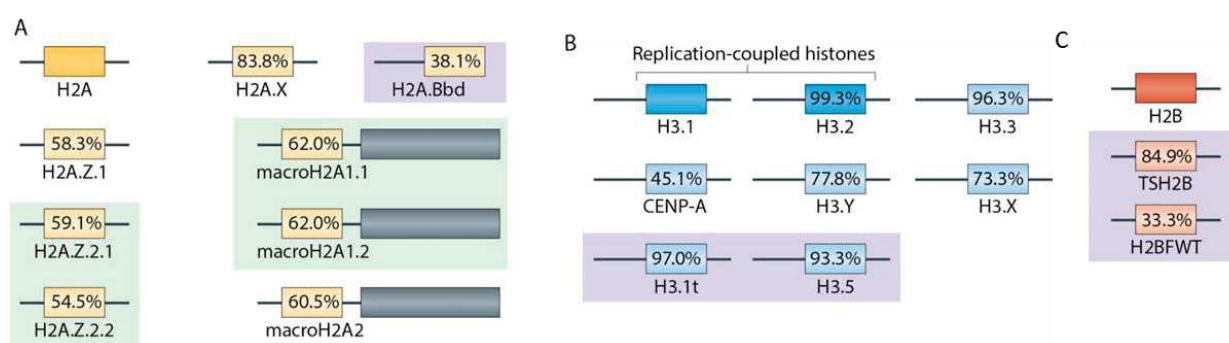 A
H2A
83.8%
H2A.X
38.1%
H2A.Bbd
58.3%
H2A.Z.1
62.0%
macroH2A1.1
59.1%
H2A.Z.2.1
62.0%
macroH2A1.2
54.5%
H2A.Z.2.2
60.5%
macroH2A2
B
Replication-coupled histones
H3.1
99.3%
H3.2
96.3%
H3.3
45.1%
CENP-A
77.8%
H3.Y
73.3%
H3.X
97.0%
H3.1t
93.3%
H3.5
C
H2B
84.9%
TSH2B
33.3%
H2BFWT